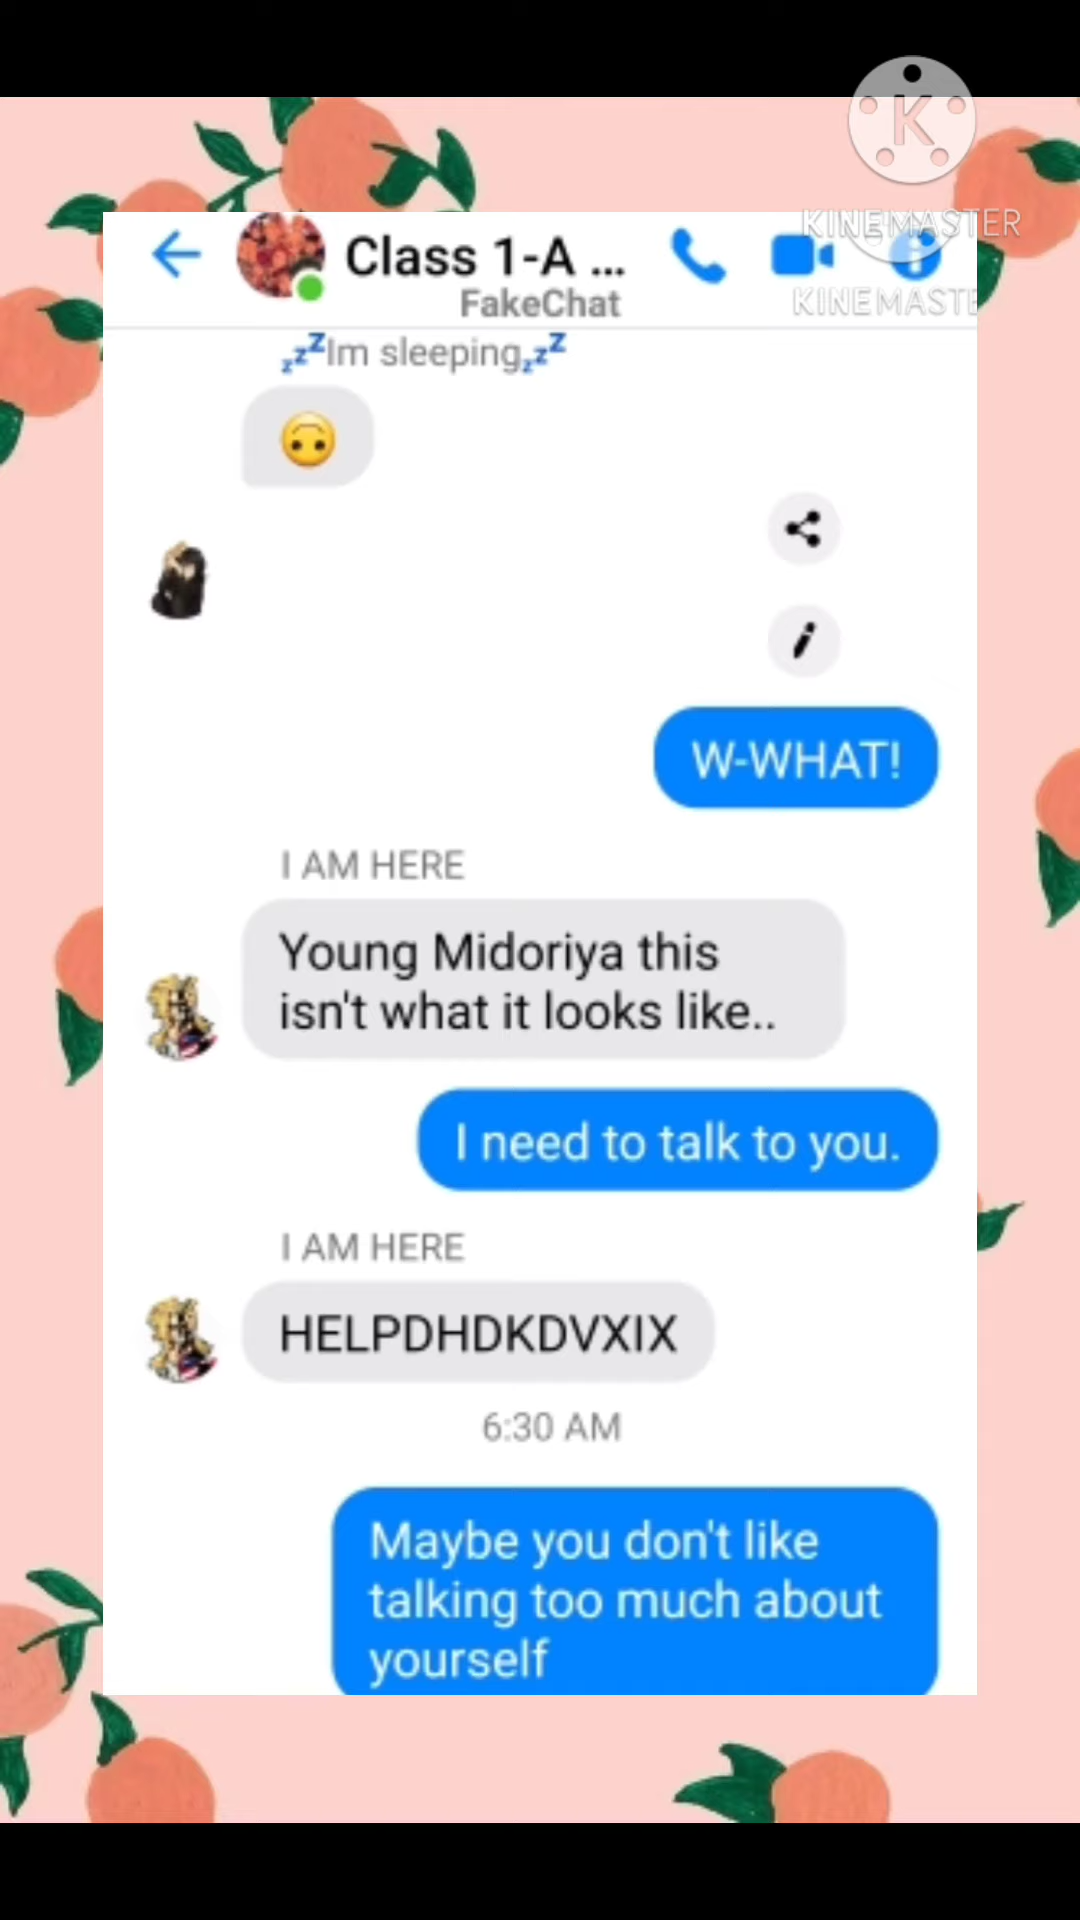 K
KINEMASTER
Class 1-A ...
FakeChat
KINEMASTE
💤Im sleeping💤
🙃
W-WHAT!
I AM HERE
Young Midoriya this
isn't what it looks like..
I need to talk to you.
I AM HERE
HELPDHDKDVXIX
6:30 AM
Maybe you don't like
talking too much about
yourself